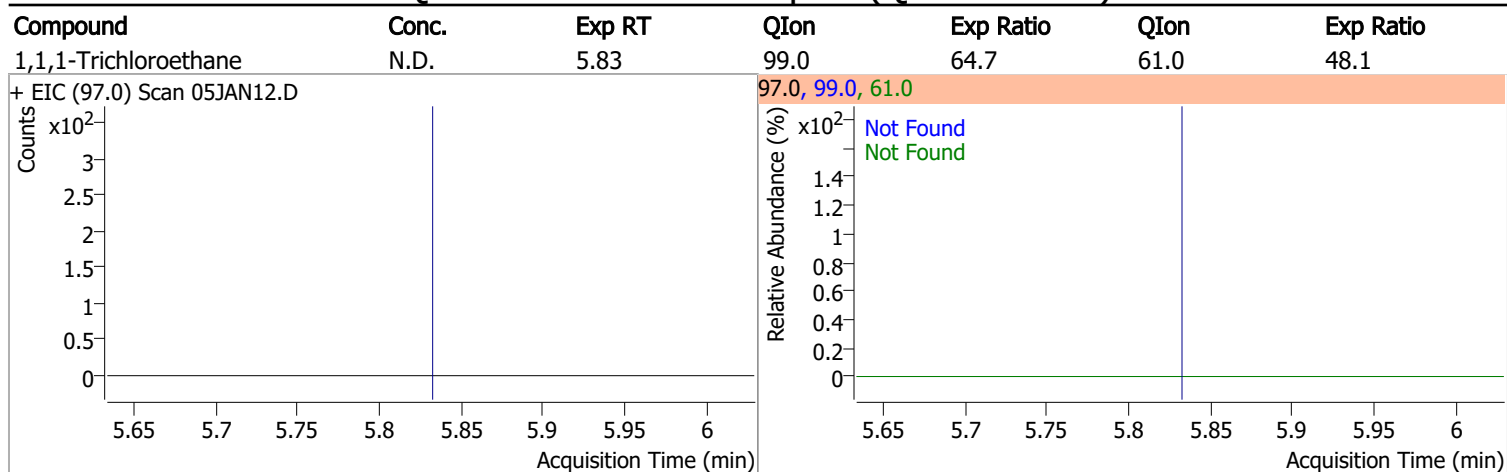 Compound Conc. Exp RT QIon Exp Ratio QIon Exp Ratio
1,1,1-Trichloroethane N.D. 5.83 99.0 64.7 61.0 48.1
+ EIC (97.0) Scan 05JAN12.D
Counts
x10²
3
2.5
2
1.5
1
0.5
0
5.65 5.7 5.75 5.8 5.85 5.9 5.95 6
Acquisition Time (min)
97.0, 99.0, 61.0
Relative Abundance (%)
x10²
Not Found
Not Found
1.4
1.2
1
0.8
0.6
0.4
0.2
0
5.65 5.7 5.75 5.8 5.85 5.9 5.95 6
Acquisition Time (min)